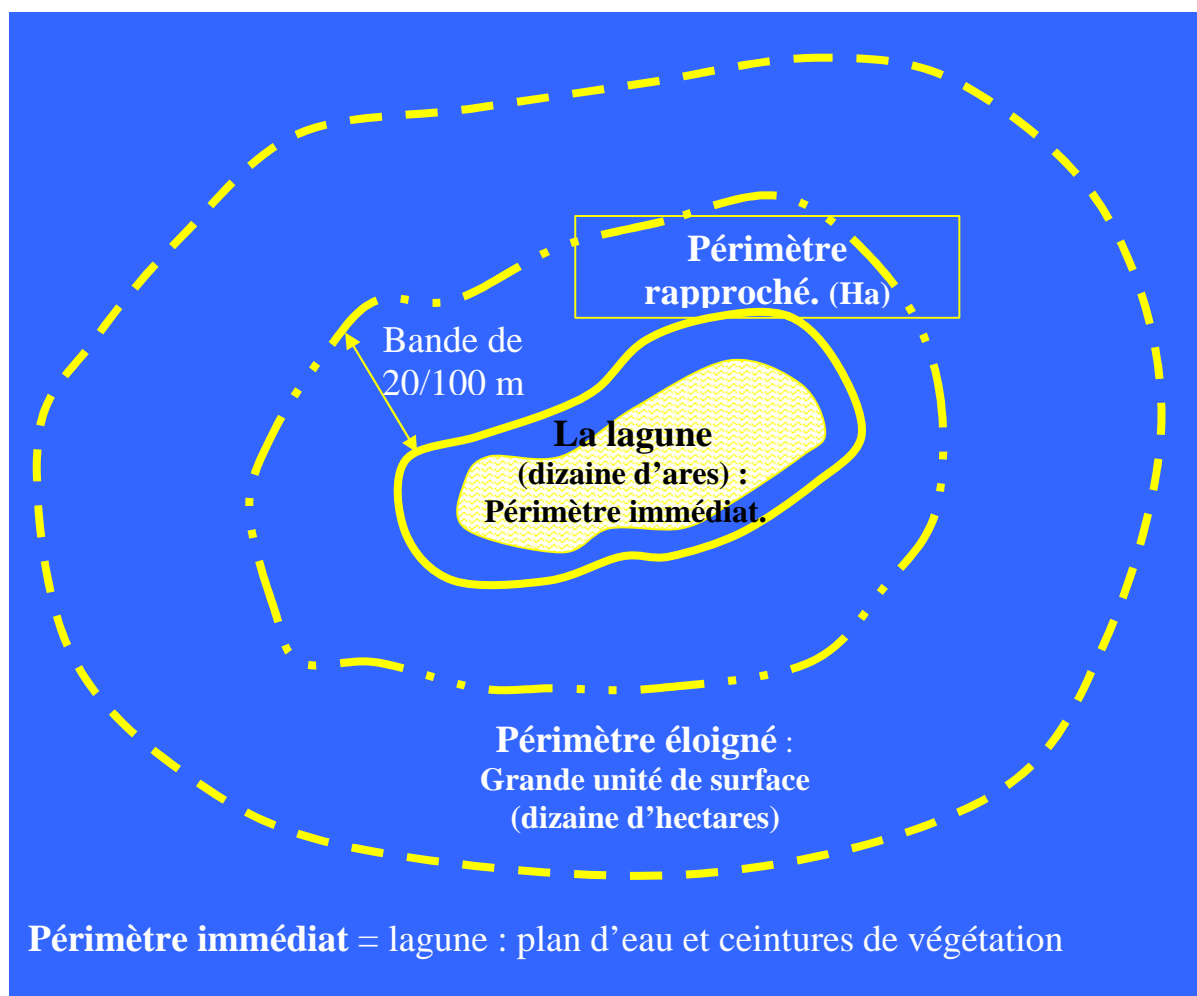 Périmètre
rapproché. (Ha)
Bande de
20/100 m
La lagune
(dizaine d’ares) :
Périmètre immédiat.
Périmètre éloigné :
Grande unité de surface
(dizaine d’hectares)
Périmètre immédiat = lagune : plan d’eau et ceintures de végétation